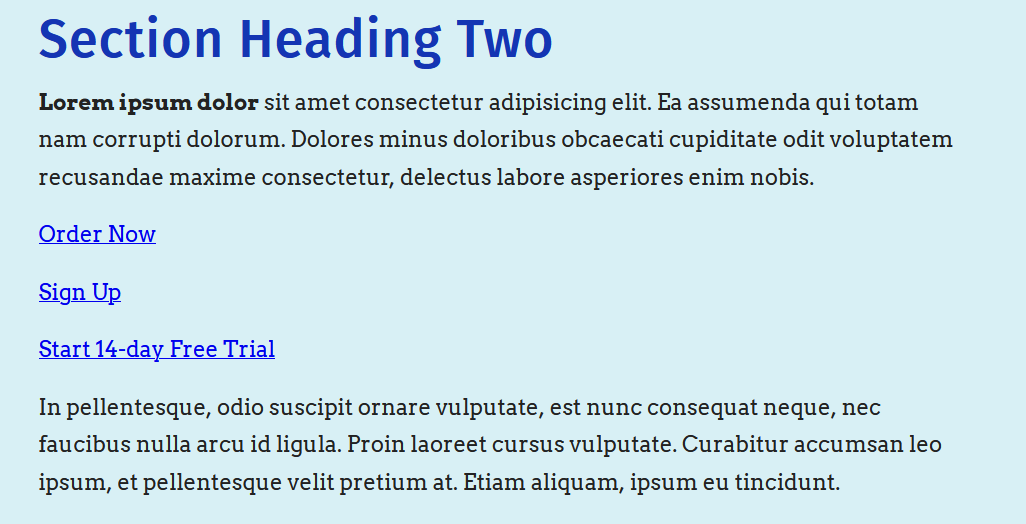 Section Heading Two
Lorem ipsum dolor sit amet consectetur adipisicing elit. Ea assumenda qui totam
nam corrupti dolorum. Dolores minus doloribus obcaecati cupiditate odit voluptatem
recusandae maxime consectetur, delectus labore asperiores enim nobis.
Order Now
Sign Up
Start 14-day Free Trial
In pellentesque, odio suscipit ornare vulputate, est nunc consequat neque, nec
faucibus nulla arcu id ligula. Proin laoreet cursus vulputate. Curabitur accumsan leo
ipsum, et pellentesque velit pretium at. Etiam aliquam, ipsum eu tincidunt.